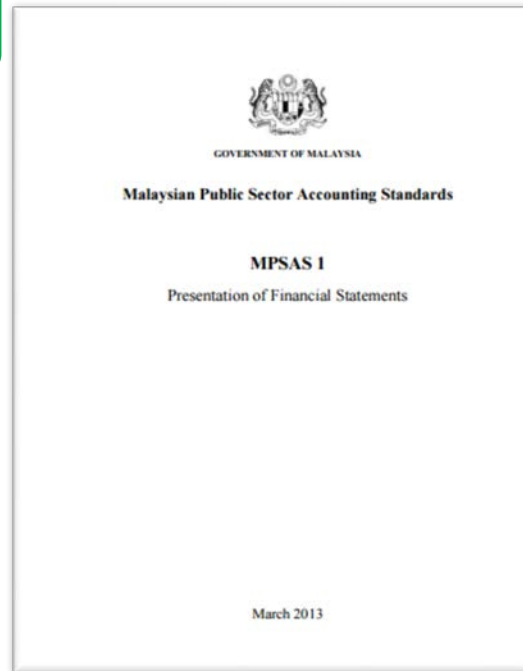 GOVERNMENT OF MALAYSIA
Malaysian Public Sector Accounting Standards
MPSAS 1
Presentation of Financial Statements
March 2013